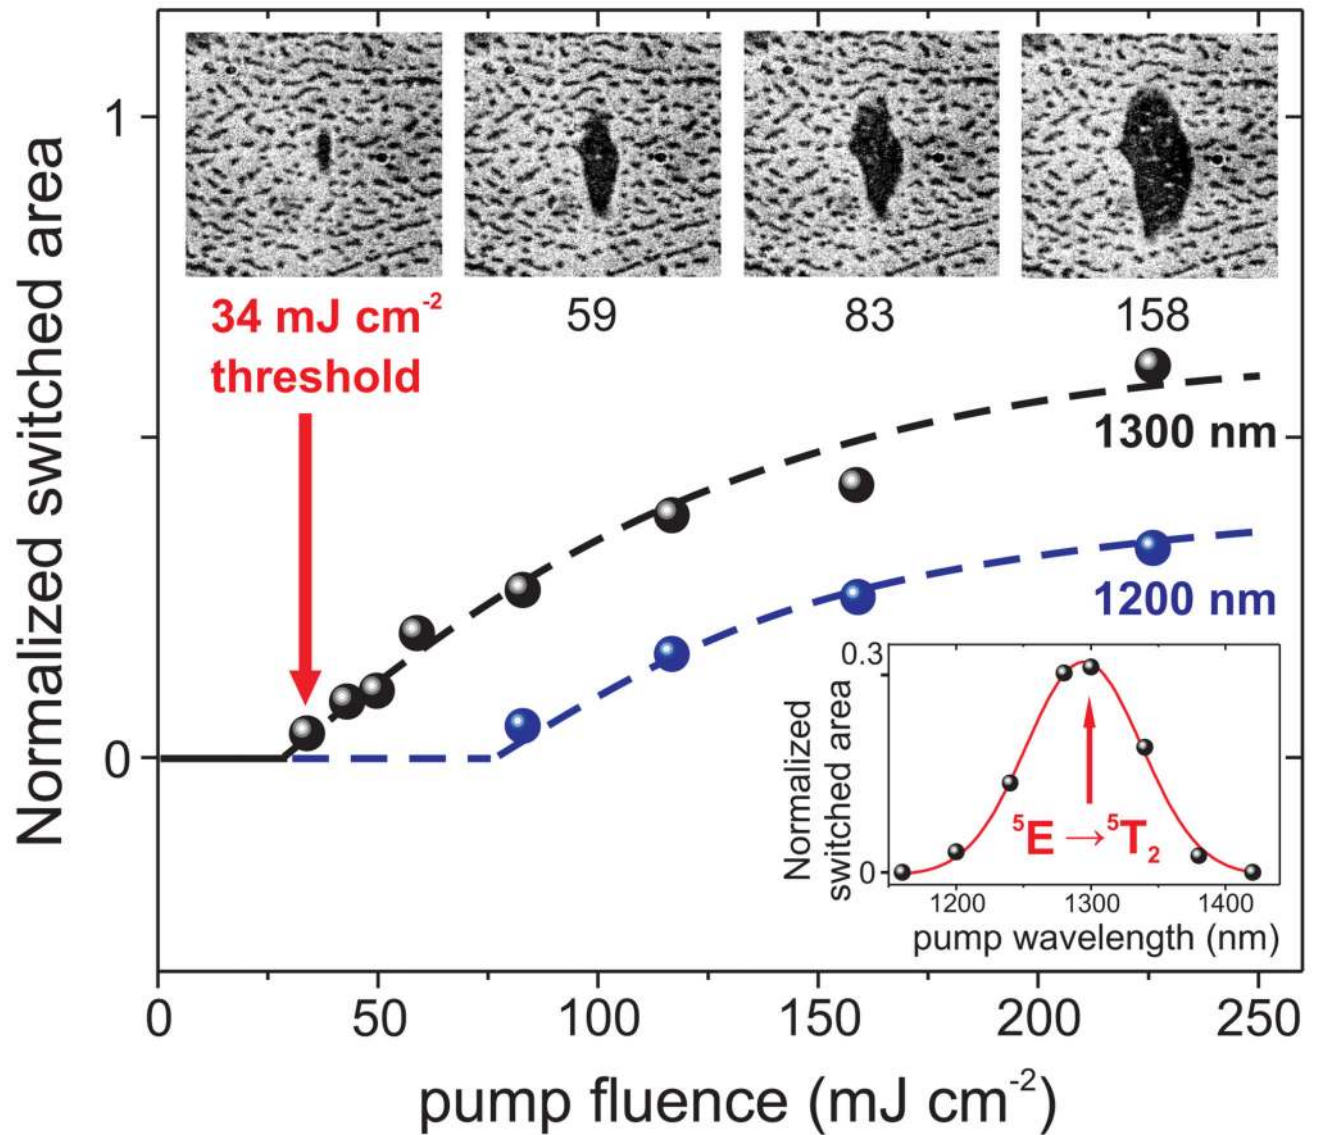 Normalized switched area
1
0
34 mJ cm⁻²
threshold
59
83
158
1300 nm
1200 nm
Normalized
switched area
0.3
0
⁵E → ⁵T₂
1200 1300 1400
pump wavelength (nm)
0 50 100 150 200 250
pump fluence (mJ cm⁻²)